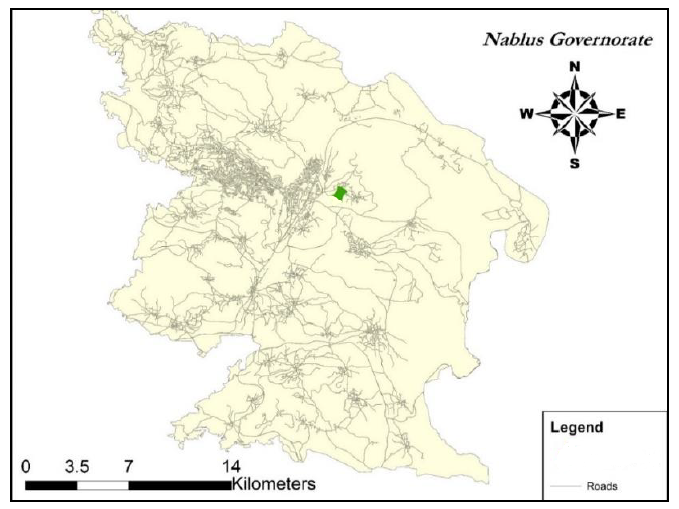 Nablus Governorate
N
W E
S
0 3.5 7 14
Kilometers
Legend
Roads